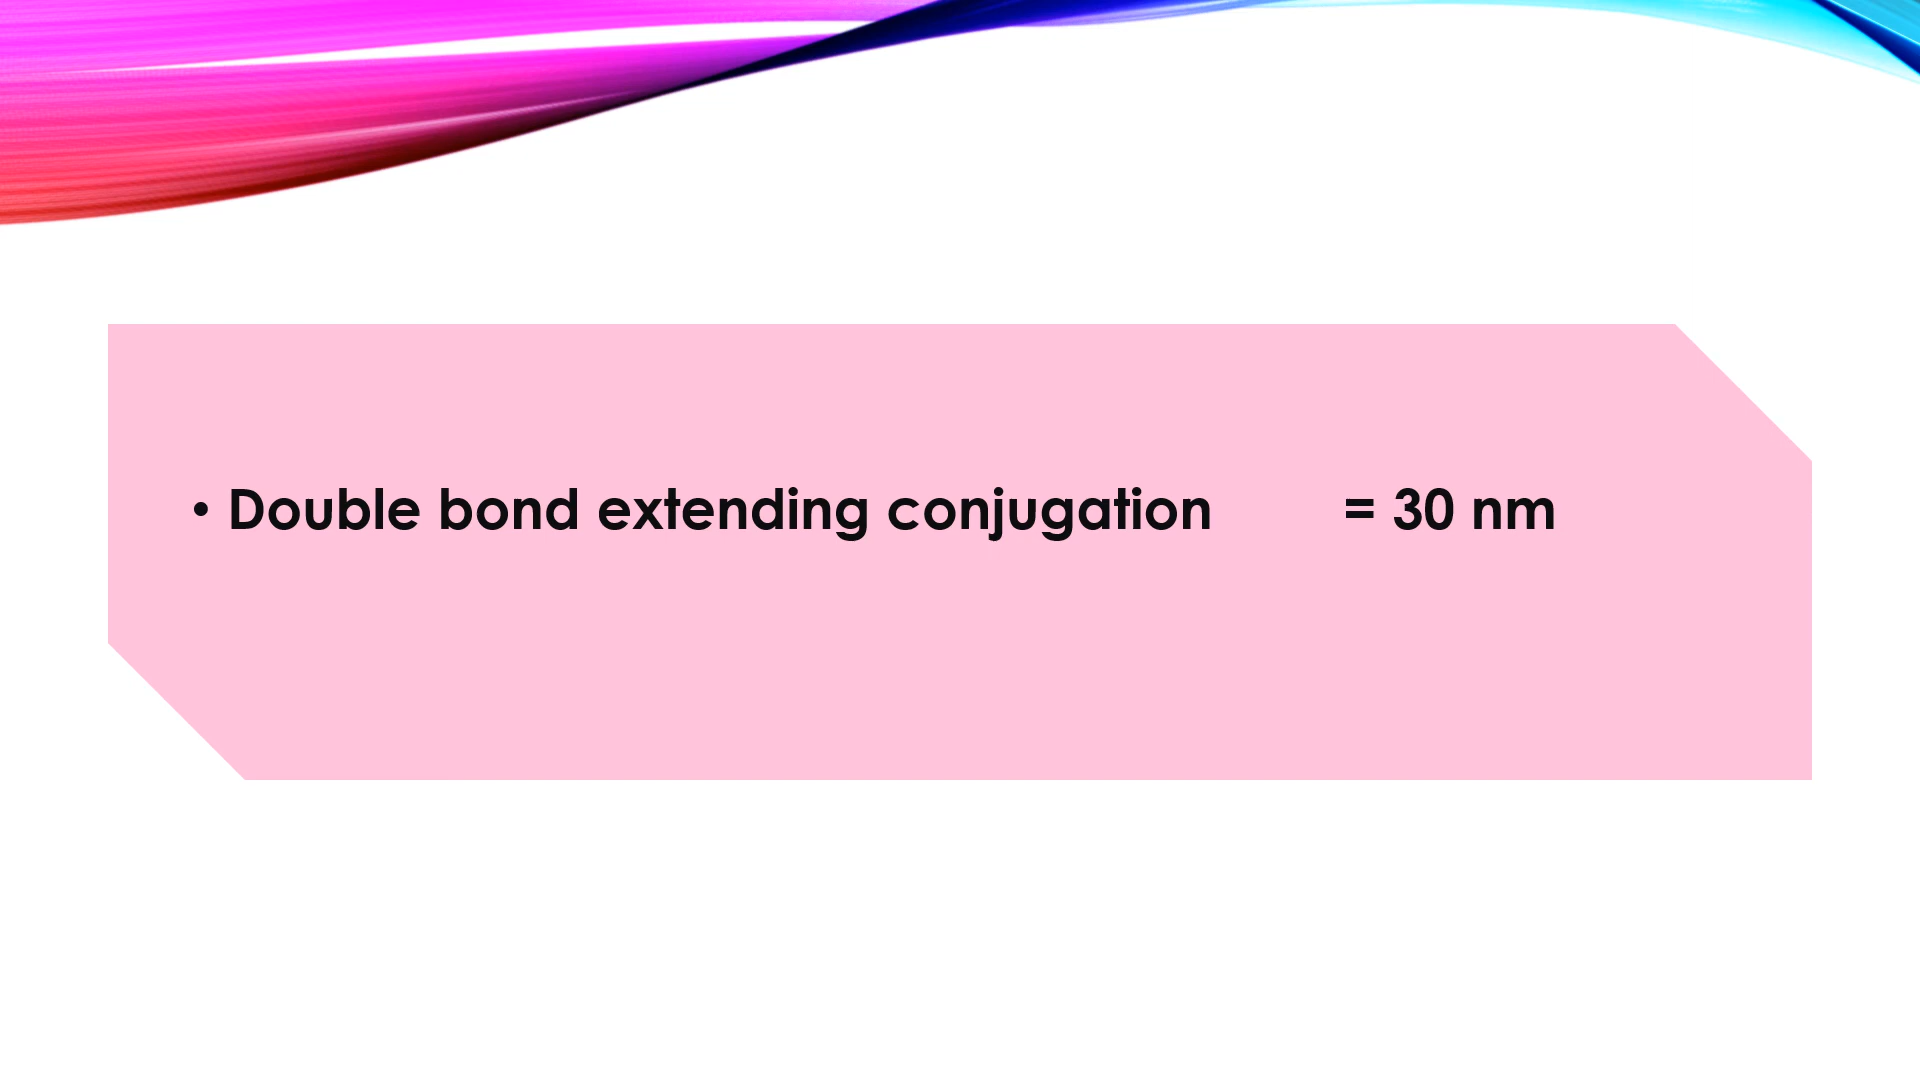 • Double bond extending conjugation = 30 nm